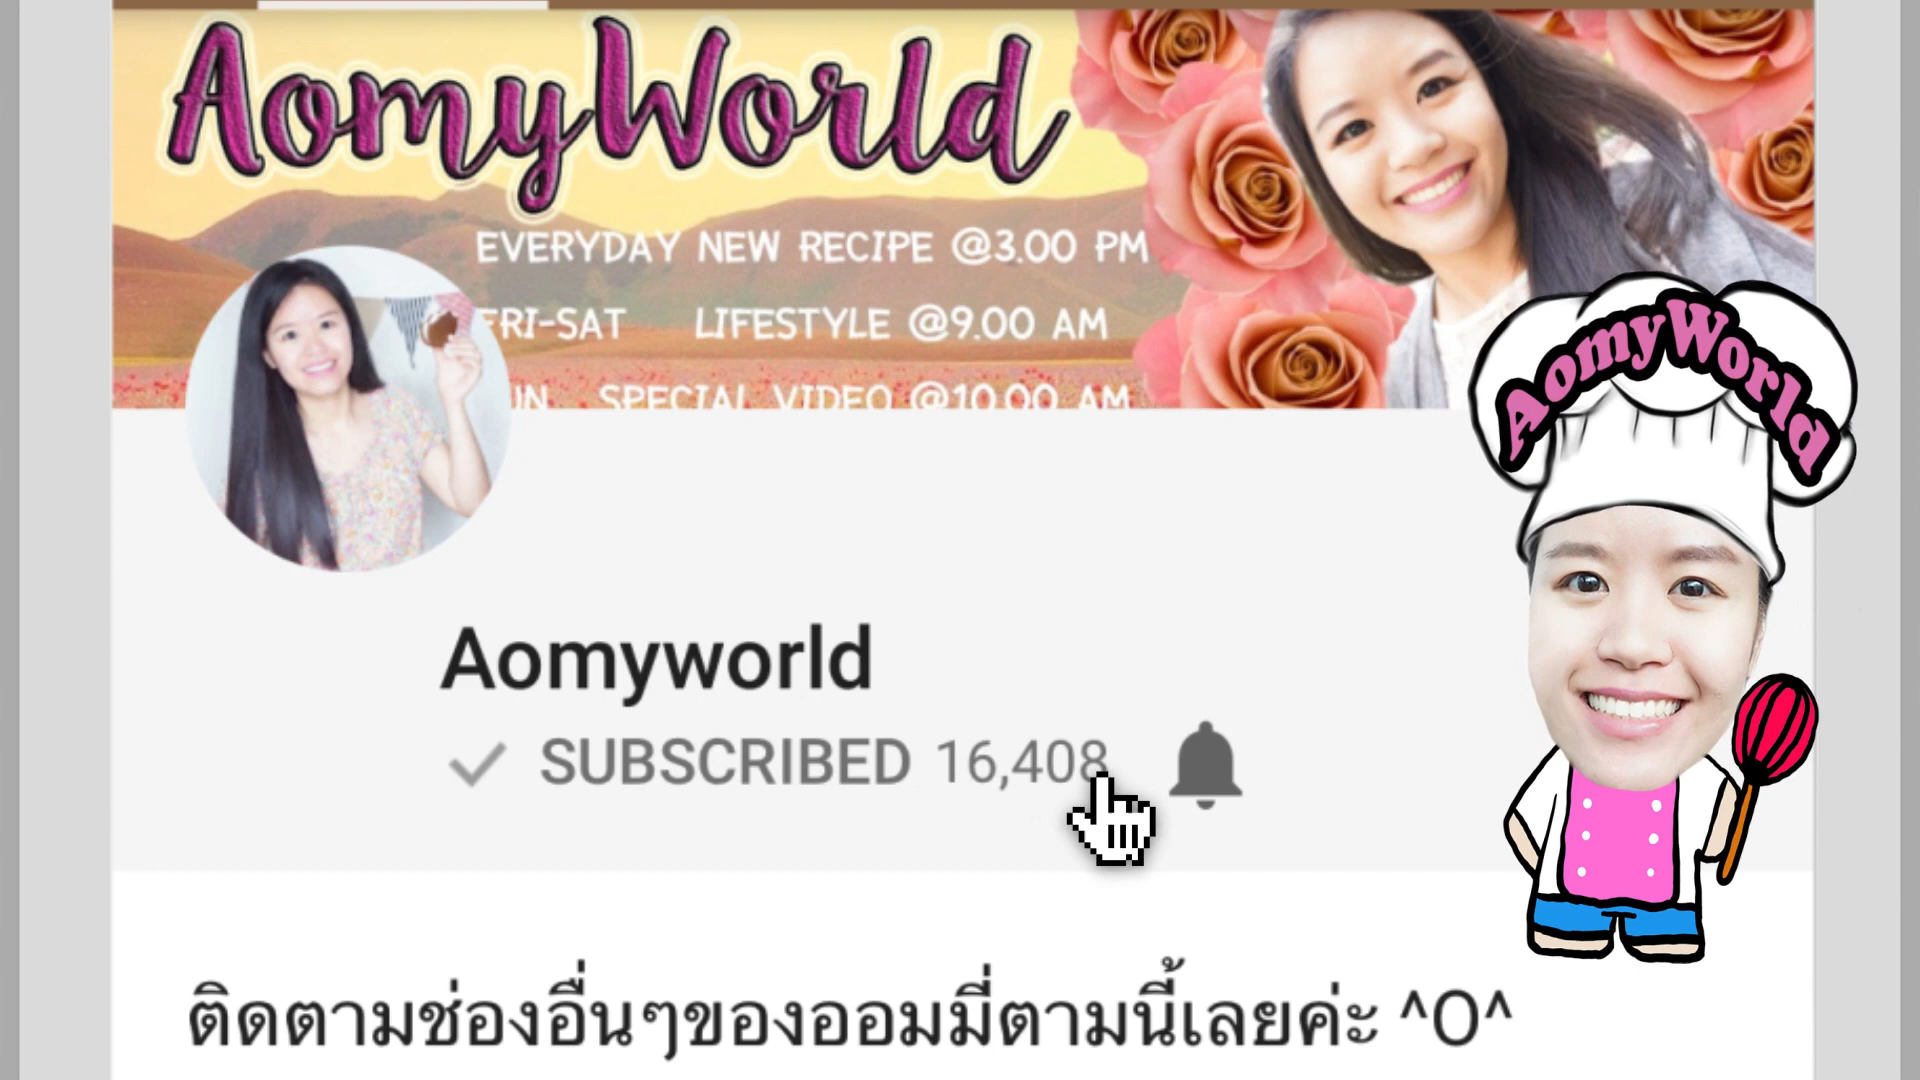 AomyWorld
EVERYDAY NEW RECIPE @3.00 PM
FRI-SAT LIFESTYLE @9.00 AM
SPECIAL VIDEO @10.00 AM
AomyWorld
Aomyworld
SUBSCRIBED 16,408
ติดตามช่องอื่นๆของออมมี่ตามนี้เลยค่ะ ^O^